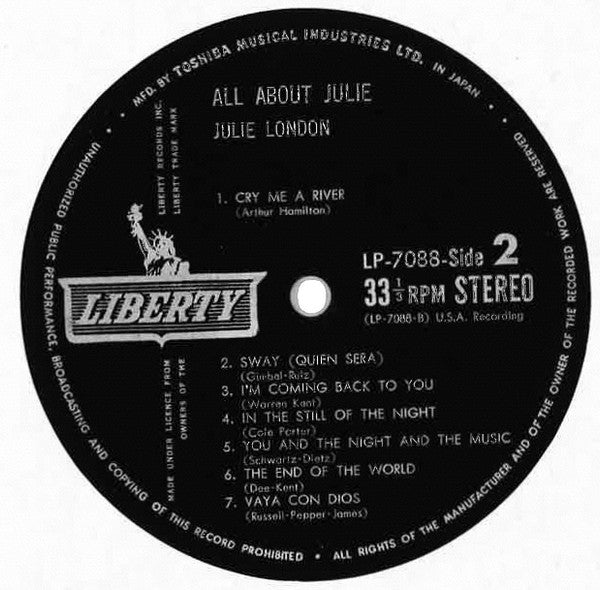 MFD. BY TOSHIBA MUSICAL INDUSTRIES LTD. IN JAPAN
ALL ABOUT JULIE
JULIE LONDON
LIBERTY RECORDS INC.
LIBERTY TRADE MARK
1. CRY ME A RIVER
(Arthur Hamilton)
LP-7088-Side 2
33 1/3 RPM STEREO
(LP-7088-B) U.S.A. Recording
LIBERTY
2. SWAY (QUIEN SERA)
(Gimbal-Ruiz)
3. I'M COMING BACK TO YOU
(Warren Kent)
4. IN THE STILL OF THE NIGHT
(Cole Porter)
5. YOU AND THE NIGHT AND THE MUSIC
(Schwartz-Dietz)
6. THE END OF THE WORLD
(Dee-Kent)
7. VAYA CON DIOS
(Russell-Pepper-James)
MADE UNDER LICENCE FROM
OWNERS OF THE
UNAUTHORIZED PUBLIC PERFORMANCE, BROADCASTING AND COPYING OF THIS RECORD PROHIBITED • ALL RIGHTS OF THE MANUFACTURER AND OF THE OWNER OF THE RECORDED WORK ARE RESERVED